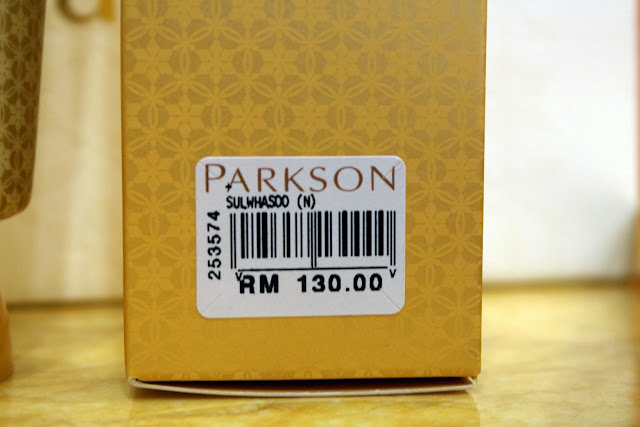 PARKSON
SULWHASOO (N)
253574
RM 130.00